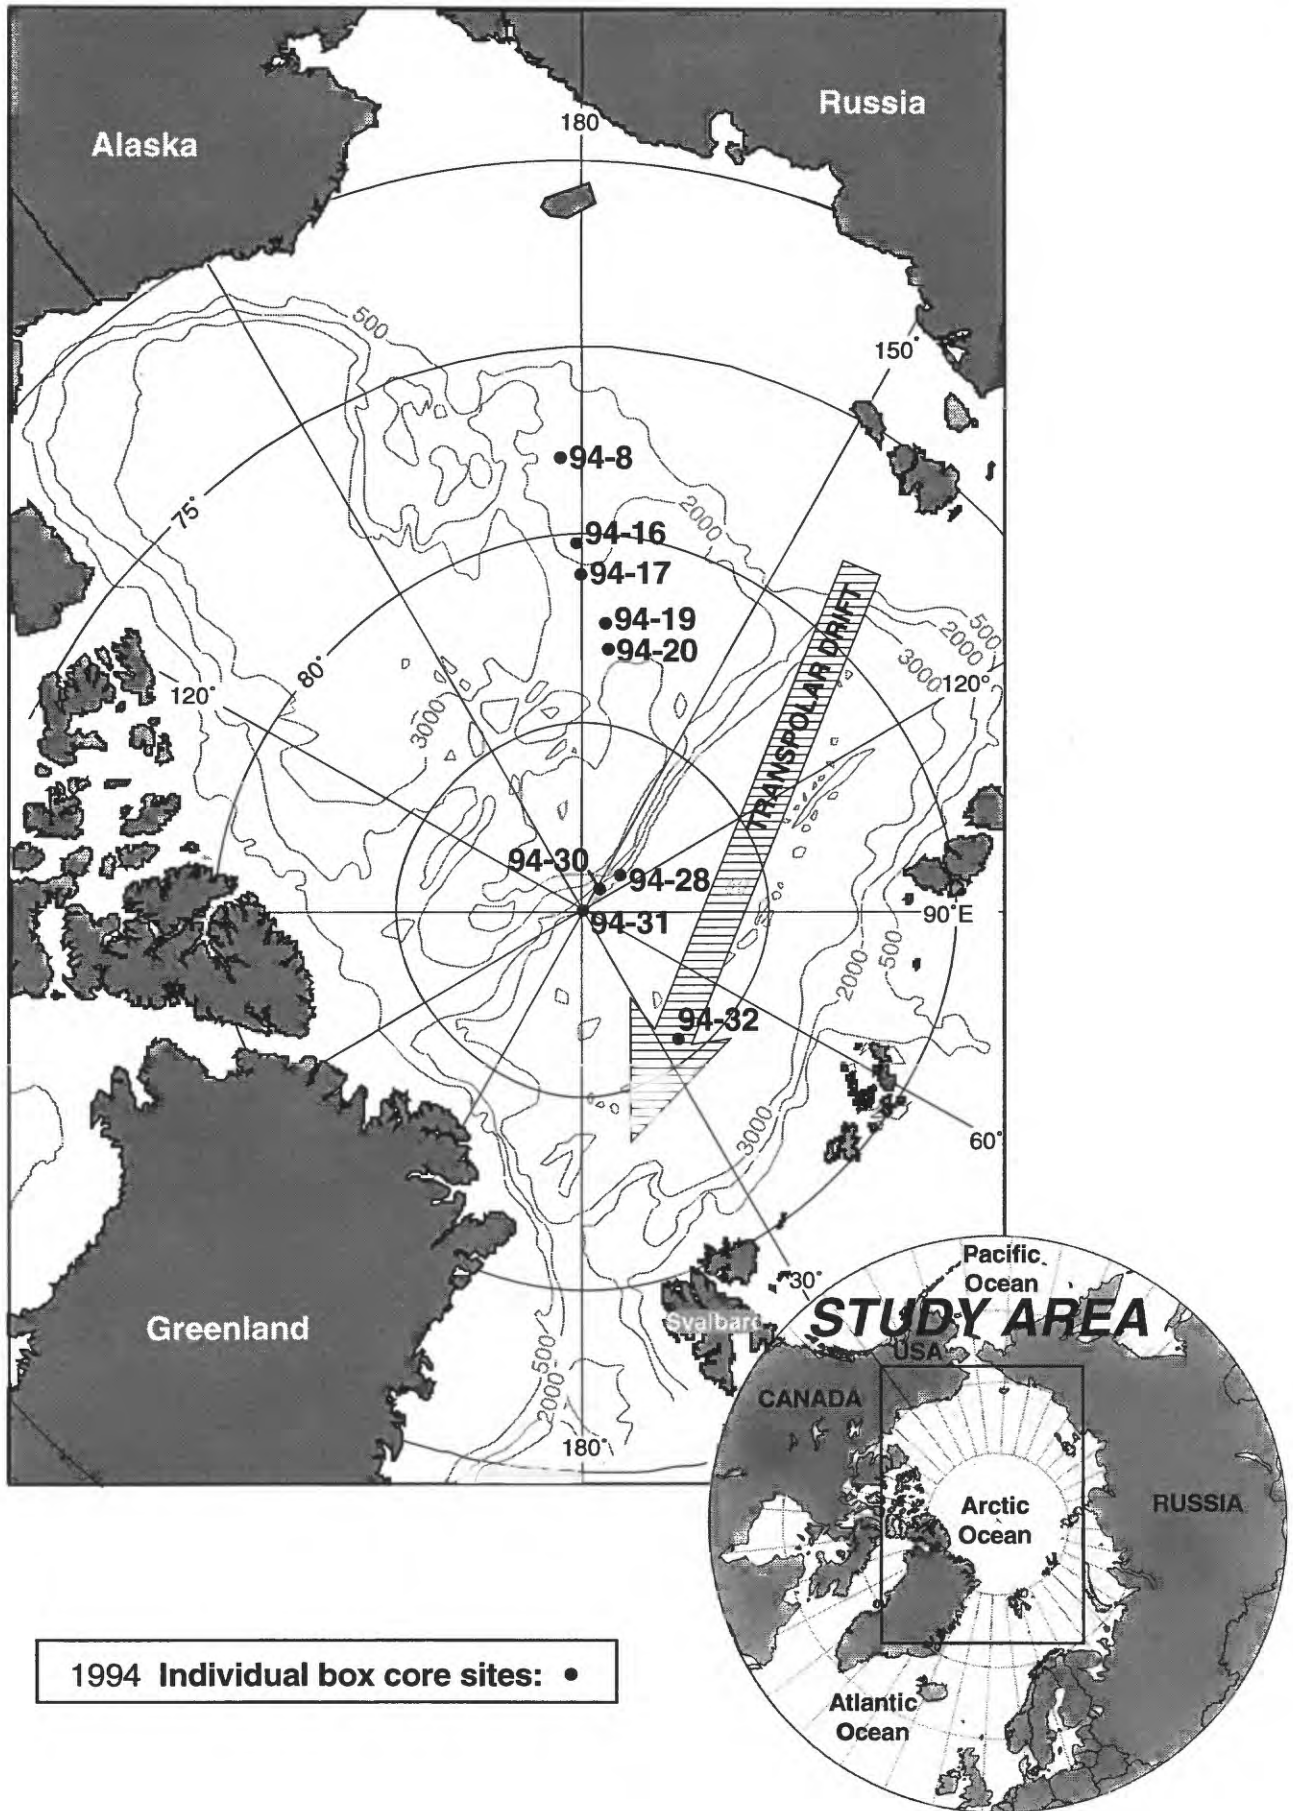 Russia
180
Alaska
500
150°
94-8
75°
2000
94-16
94-17
94-19
94-20
TRANSPOLAR DRIFT
500
2000
3000
80°
120°
120°
3000
94-30
94-28
94-31
90°E
500
2000
94-32
3000
60°
Pacific
Ocean
30°
STUDY AREA
Greenland
Svalbard
USA
500
2000
CANADA
180°
Arctic
Ocean
RUSSIA
1994 Individual box core sites: •
Atlantic
Ocean